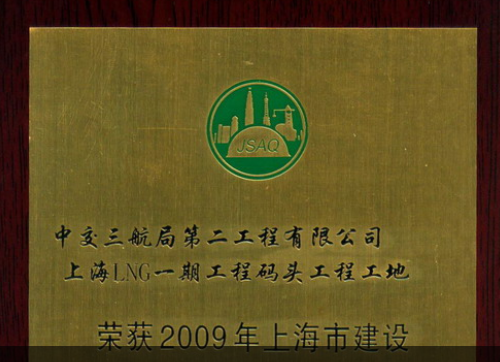 JSAQ
中交三航局第二工程有限公司
上海LNG一期工程码头工程工地
荣获2009年上海市建设